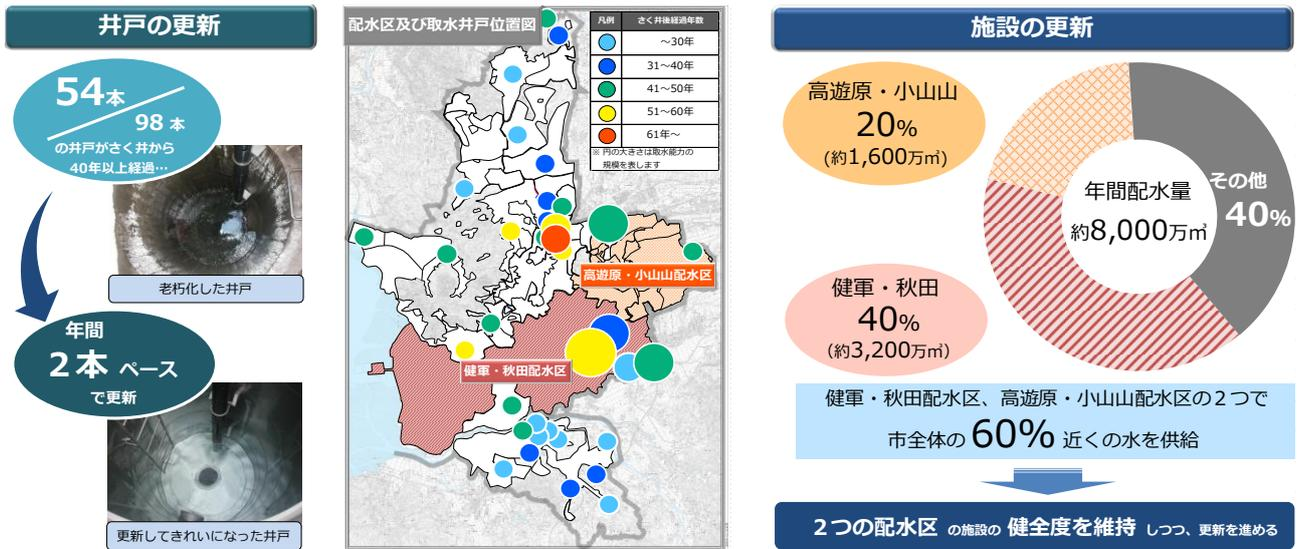 井戸の更新
54本
98 本
の井戸がさく井から
40年以上経過…
老朽化した井戸
年間
2本 ペース
で更新
更新してきれいになった井戸
配水区及び取水井戸位置図
凡例 さく井後経過年数
～30年
31～40年
41～50年
51～60年
61年～
※ 円の大きさは取水能力の
規模を表します
高遊原・小山山配水区
健軍・秋田配水区
施設の更新
高遊原・小山山
20%
(約1,600万㎥)
健軍・秋田
40%
(約3,200万㎥)
年間配水量
約8,000万㎥
その他
40%
健軍・秋田配水区、高遊原・小山山配水区の２つで
市全体の 60% 近くの水を供給
２つの配水区 の施設の 健全度を維持 しつつ、更新を進める